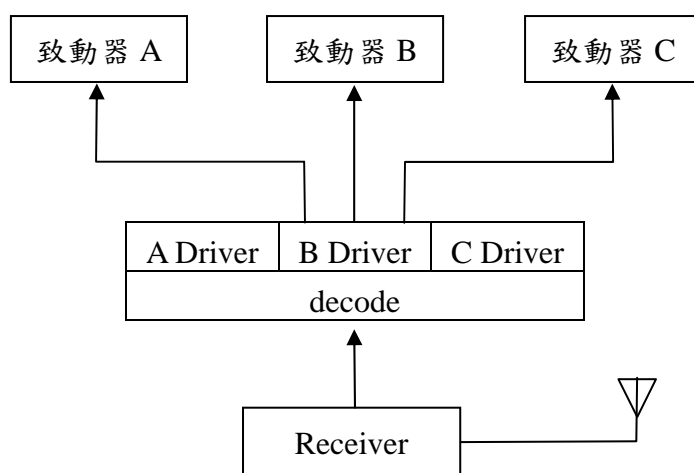 致動器 A
致動器 B
致動器 C
A Driver
B Driver
C Driver
decode
Receiver